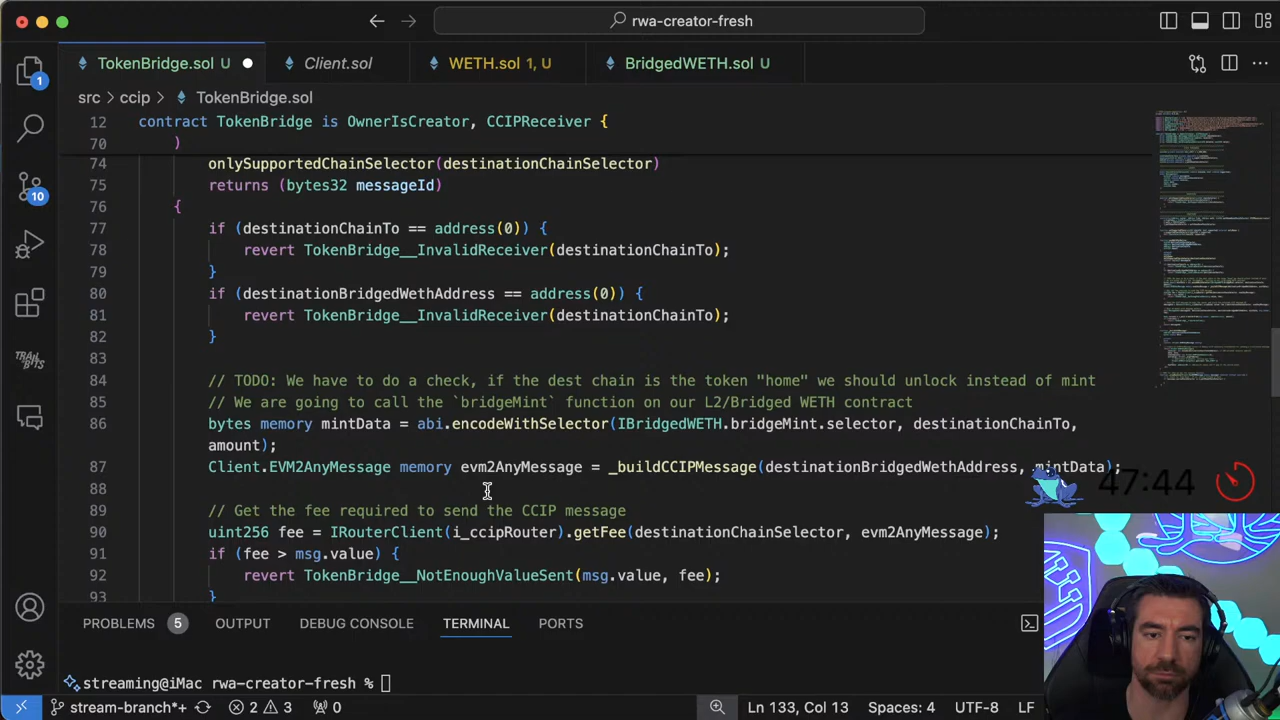 rwa-creator-fresh
TokenBridge.sol U
Client.sol
WETH.sol 1, U
BridgedWETH.sol U
src > ccip > TokenBridge.sol
12 contract TokenBridge is OwnerIsCreator, CCIPReceiver {
70 )
74 onlySupportedChainSelector(destinationChainSelector)
75 returns (bytes32 messageId)
76 {
77 if (destinationChainTo == address(0)) {
78 revert TokenBridge__InvalidReceiver(destinationChainTo);
79 }
80 if (destinationBridgedWethAddress == address(0)) {
81 revert TokenBridge__InvalidReceiver(destinationChainTo);
82 }
83
84 // TODO: We have to do a check, if the dest chain is the token "home" we should unlock instead of mint
85 // We are going to call the `bridgeMint` function on our L2/Bridged WETH contract
86 bytes memory mintData = abi.encodeWithSelector(IBridgedWETH.bridgeMint.selector, destinationChainTo,
amount);
87 Client.EVM2AnyMessage memory evm2AnyMessage = _buildCCIPMessage(destinationBridgedWethAddress, mintData);
88
89 // Get the fee required to send the CCIP message
90 uint256 fee = IRouterClient(i_ccipRouter).getFee(destinationChainSelector, evm2AnyMessage);
91 if (fee > msg.value) {
92 revert TokenBridge__NotEnoughValueSent(msg.value, fee);
93 }
1
10
TRAIL OF BITS
47:44
PROBLEMS 5 OUTPUT DEBUG CONSOLE TERMINAL PORTS
streaming@iMac rwa-creator-fresh %
stream-branch*+ 2 3 0 Ln 133, Col 13 Spaces: 4 UTF-8 LF